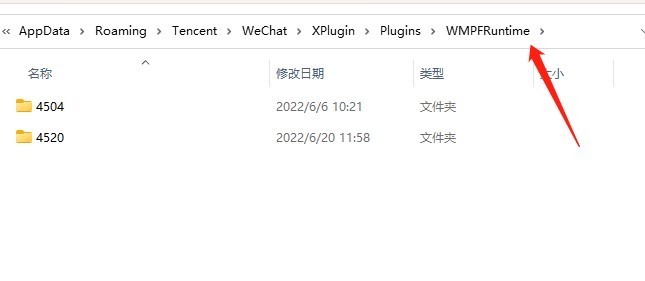 « AppData › Roaming › Tencent › WeChat › XPlugin › Plugins › WMPFRuntime ›
名称 修改日期 类型 大小
4504 2022/6/6 10:21 文件夹
4520 2022/6/20 11:58 文件夹